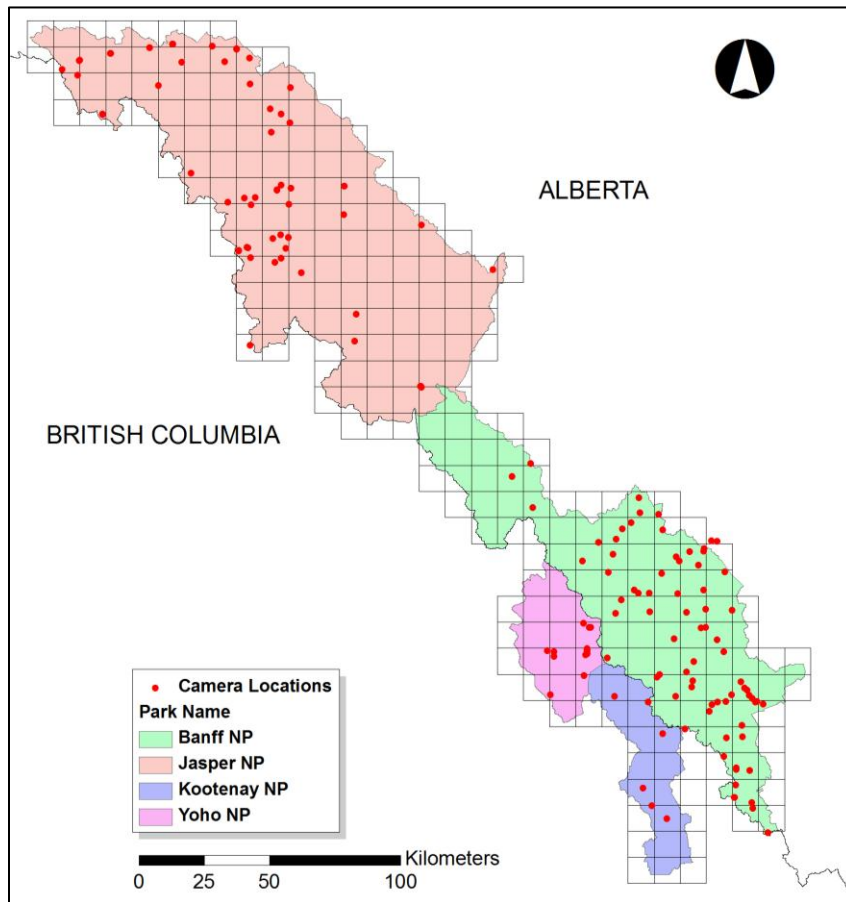 ALBERTA
BRITISH COLUMBIA
Camera Locations
Park Name
Banff NP
Jasper NP
Kootenay NP
Yoho NP
Kilometers
0 25 50 100